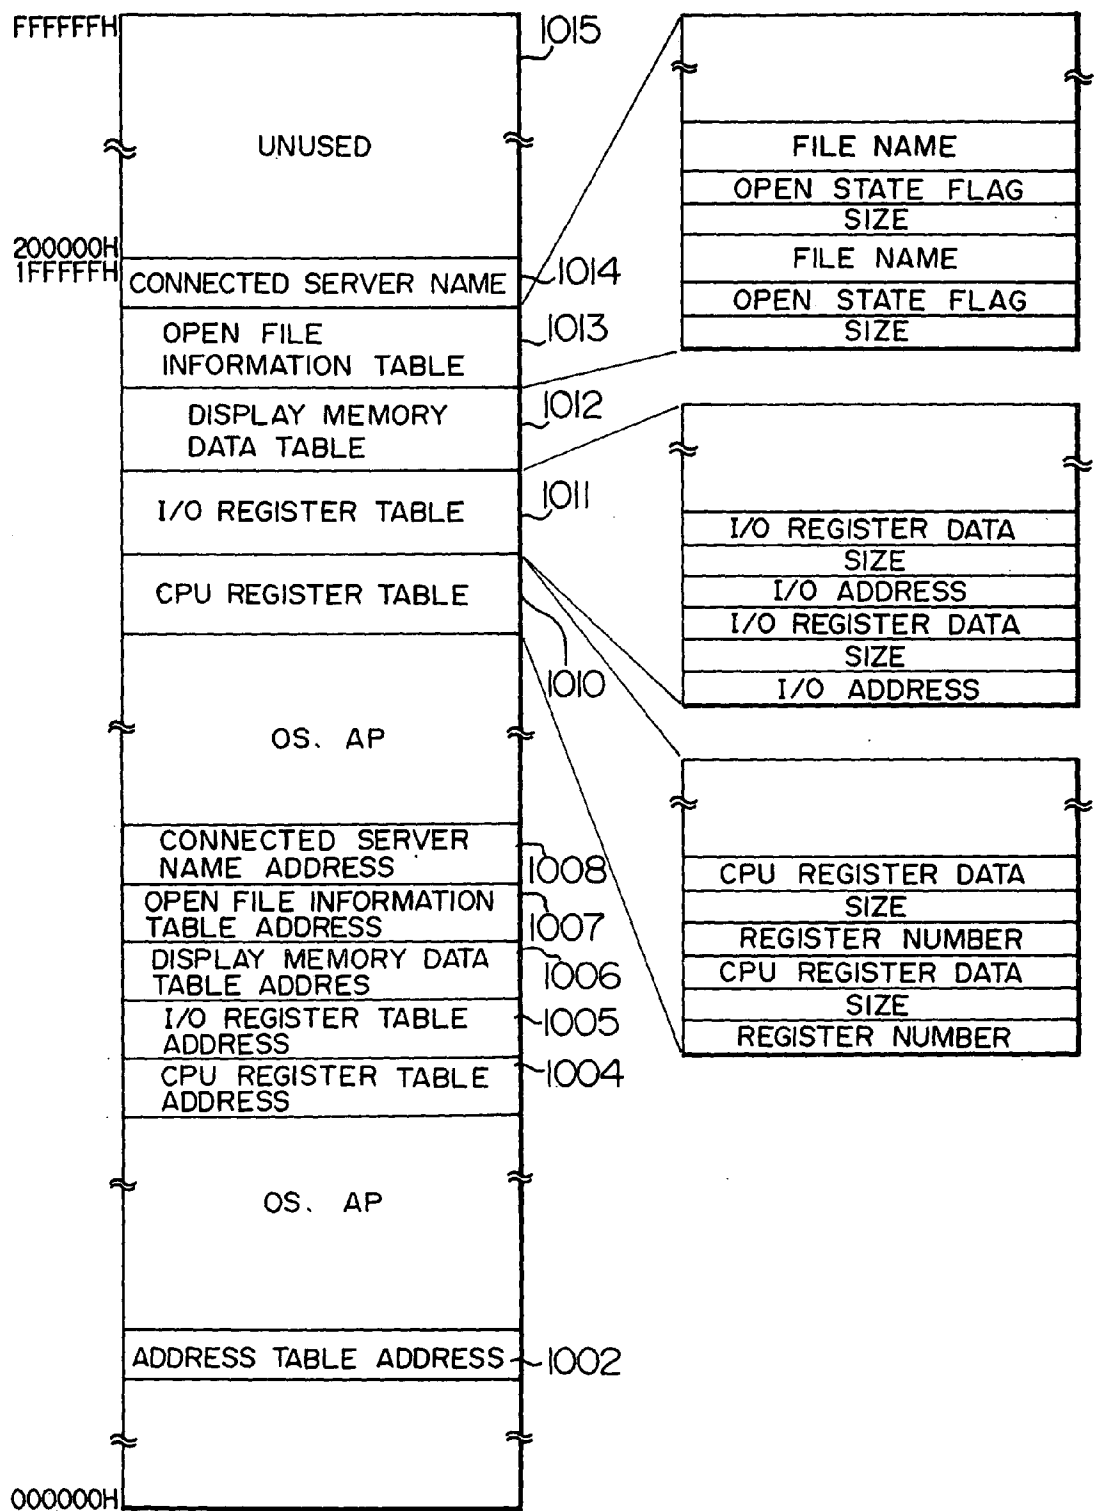 FFFFFFH
1015
UNUSED
200000H
1FFFFFH
CONNECTED SERVER NAME
1014
OPEN FILE
INFORMATION TABLE
1013
DISPLAY MEMORY
DATA TABLE
1012
I/O REGISTER TABLE
1011
CPU REGISTER TABLE
1010
OS. AP
CONNECTED SERVER
NAME ADDRESS
1008
OPEN FILE INFORMATION
TABLE ADDRESS
1007
DISPLAY MEMORY DATA
TABLE ADDRES
1006
I/O REGISTER TABLE
ADDRESS
1005
CPU REGISTER TABLE
ADDRESS
1004
OS. AP
ADDRESS TABLE ADDRESS
1002
000000H
FILE NAME
OPEN STATE FLAG
SIZE
FILE NAME
OPEN STATE FLAG
SIZE
I/O REGISTER DATA
SIZE
I/O ADDRESS
I/O REGISTER DATA
SIZE
I/O ADDRESS
CPU REGISTER DATA
SIZE
REGISTER NUMBER
CPU REGISTER DATA
SIZE
REGISTER NUMBER